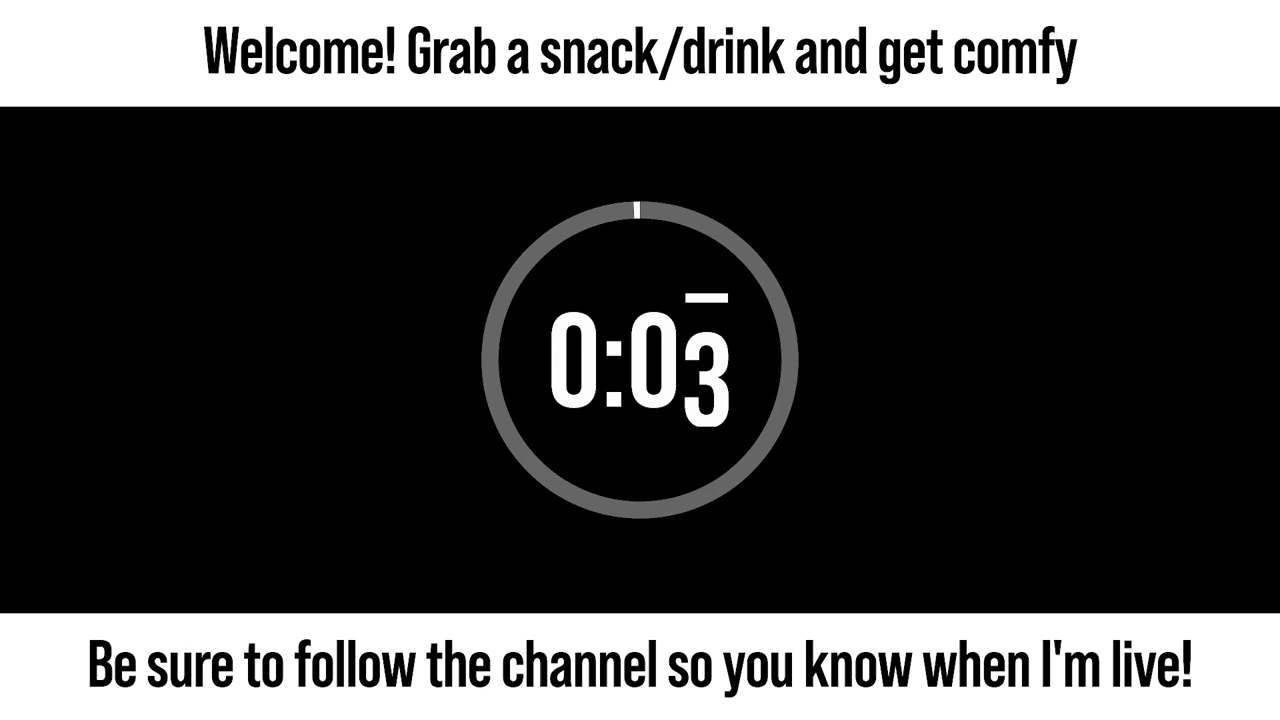 Welcome! Grab a snack/drink and get comfy
0:03
Be sure to follow the channel so you know when I'm live!